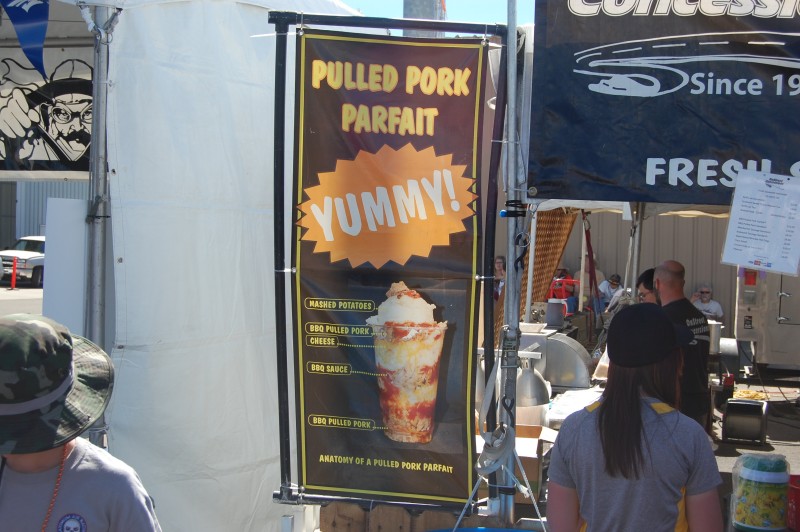 PULLED PORK
PARFAIT
YUMMY!
MASHED POTATOES
BBQ PULLED PORK
CHEESE
BBQ SAUCE
BBQ PULLED PORK
ANATOMY OF A PULLED PORK PARFAIT
Since 19
FRESH